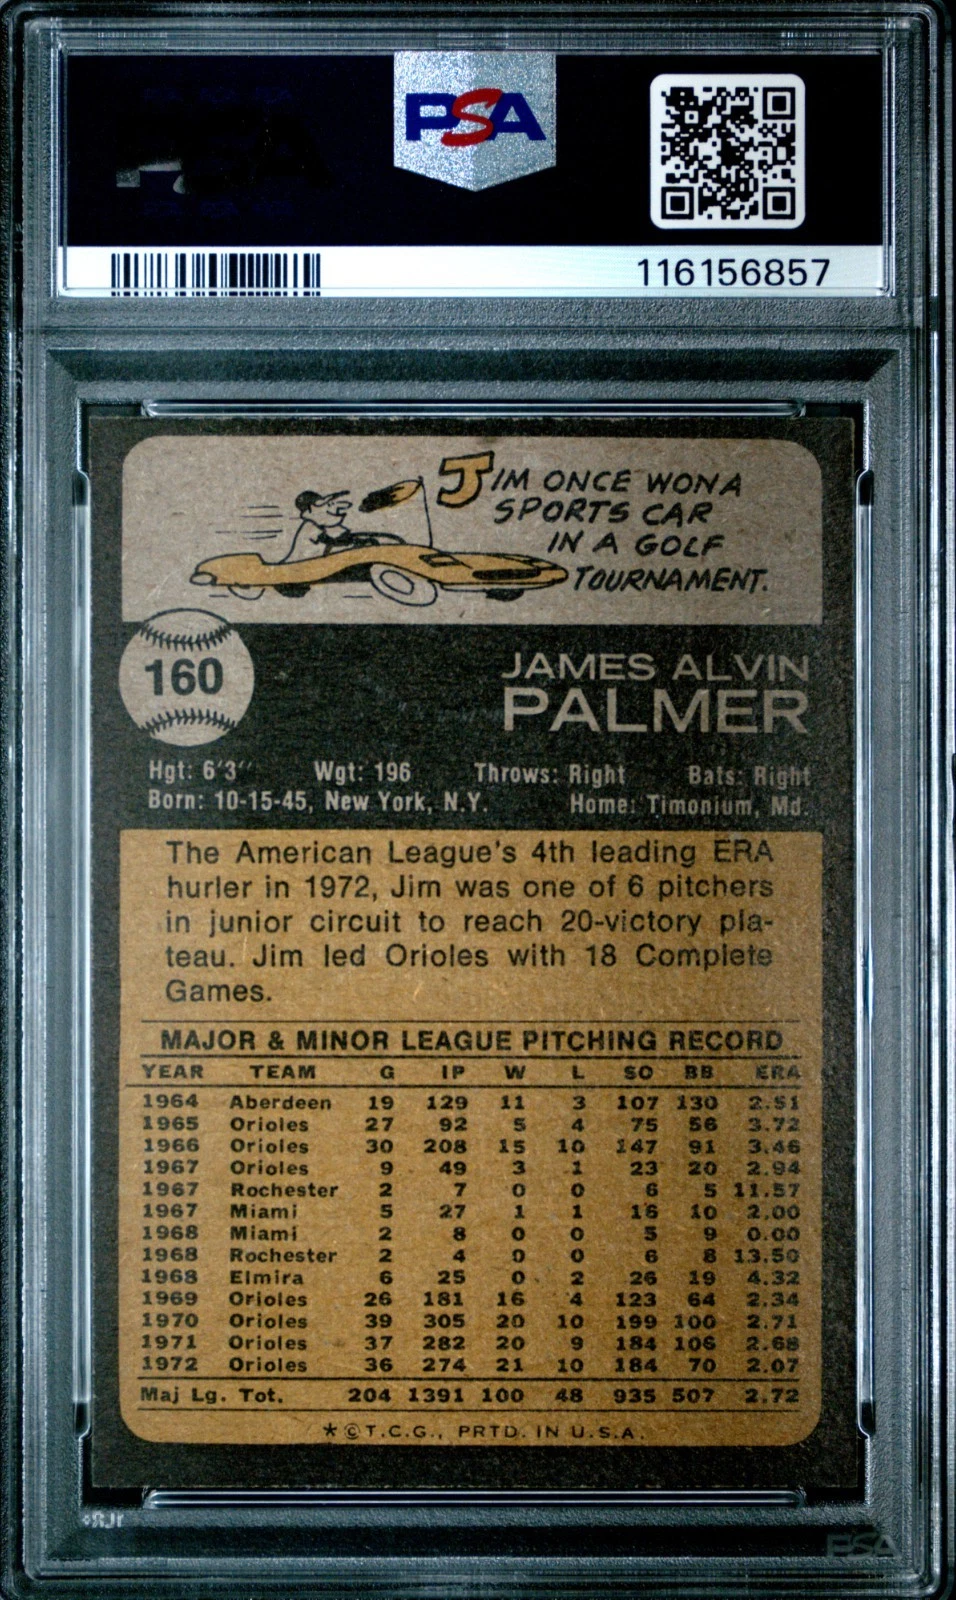 PSA
116156857
JIM ONCE WON A
SPORTS CAR
IN A GOLF
TOURNAMENT.
160
JAMES ALVIN
PALMER
Hgt: 6'3" Wgt: 196 Throws: Right Bats: Right
Born: 10-15-45, New York, N.Y. Home: Timonium, Md.
The American League's 4th leading ERA
hurler in 1972, Jim was one of 6 pitchers
in junior circuit to reach 20-victory pla-
teau. Jim led Orioles with 18 Complete
Games.
MAJOR & MINOR LEAGUE PITCHING RECORD
YEAR TEAM G IP W L SO BB ERA
1964 Aberdeen 19 129 11 3 107 130 2.51
1965 Orioles 27 92 5 4 75 56 3.72
1966 Orioles 30 208 15 10 147 91 3.46
1967 Orioles 9 49 3 1 23 20 2.94
1967 Rochester 2 7 0 0 6 5 11.57
1967 Miami 5 27 1 1 16 10 2.00
1968 Miami 2 8 0 0 5 9 0.00
1968 Rochester 2 4 0 0 6 8 13.50
1968 Elmira 6 25 0 2 26 19 4.32
1969 Orioles 26 181 16 4 123 64 2.34
1970 Orioles 39 305 20 10 199 100 2.71
1971 Orioles 37 282 20 9 184 106 2.68
1972 Orioles 36 274 21 10 184 70 2.07
Maj Lg. Tot. 204 1391 100 48 935 507 2.72
*©T.C.G., PRTD. IN U.S.A.
PSA